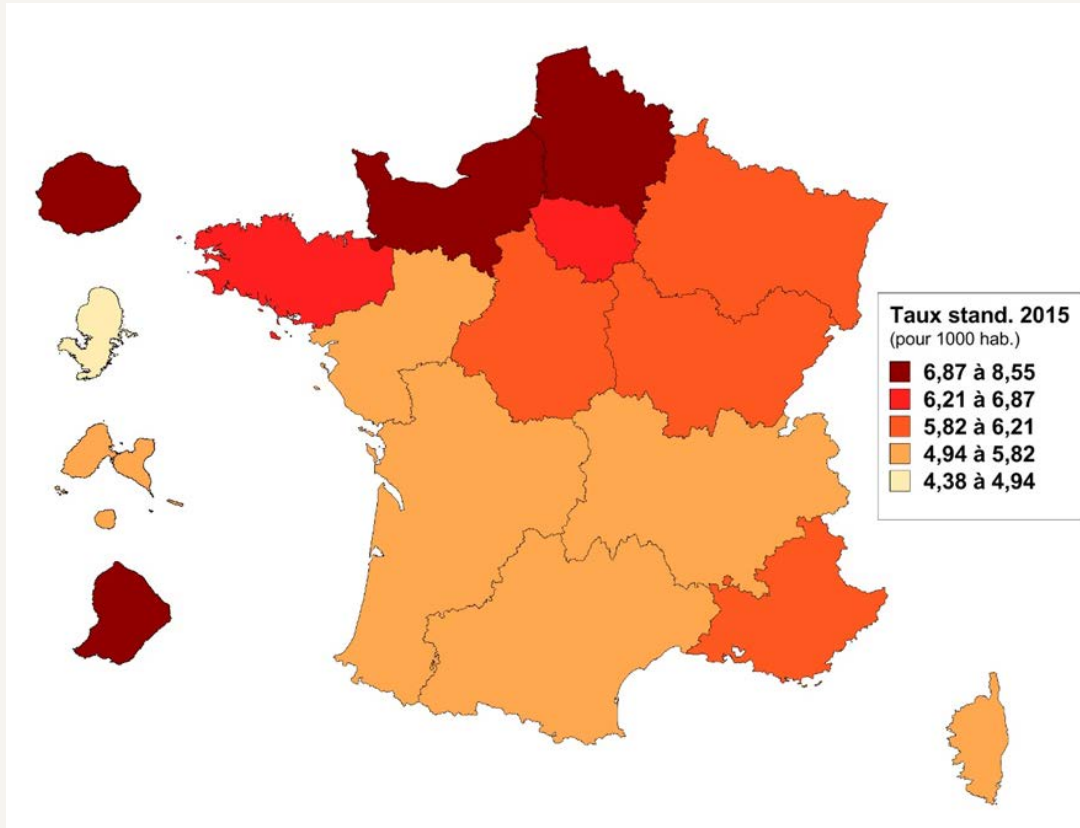 Taux stand. 2015
(pour 1000 hab.)
6,87 à 8,55
6,21 à 6,87
5,82 à 6,21
4,94 à 5,82
4,38 à 4,94